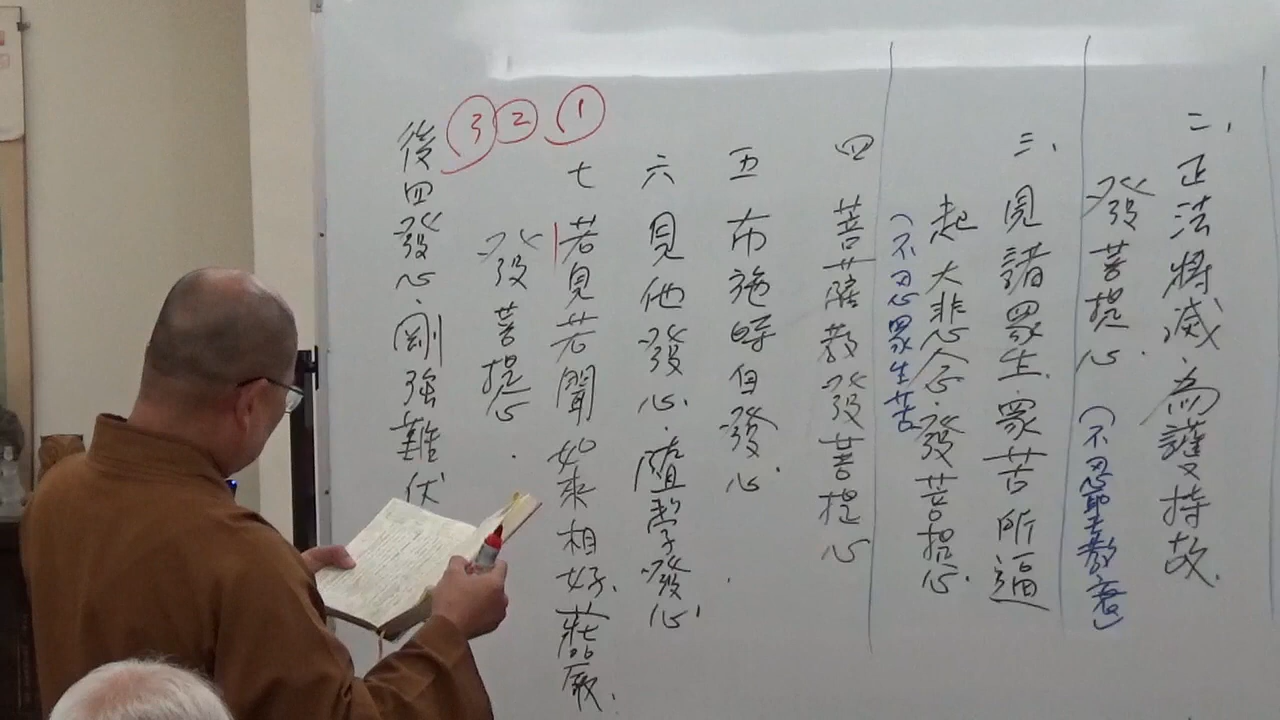 二、正法將滅、為護持故、
發菩提心、
(不忍聖教衰)
三、見諸眾生、眾苦所逼
起大悲念、發菩提心、
(不忍眾生苦)
四 菩薩教發菩提心
五 布施時自發心、
六 見他發心、隨學發心、
①
七 若見若聞如來相好、莊嚴、
②
發菩提心、
③
後四發心、剛強難伏